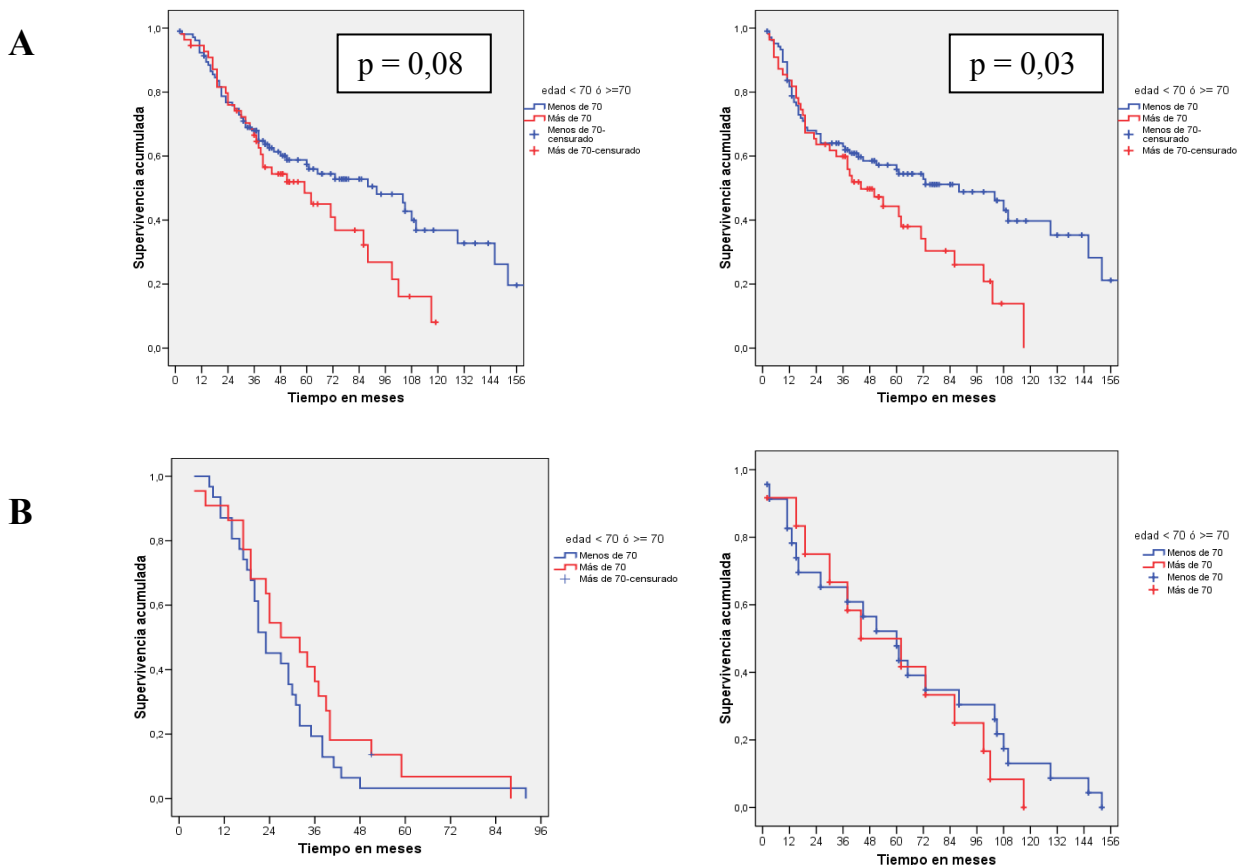 A
p = 0,08
edad < 70 ó >=70
Menos de 70
Más de 70
Menos de 70-
censurado
Más de 70-censurado
Supervivencia acumulada
1,0
0,8
0,6
0,4
0,2
0,0
0 12 24 36 48 60 72 84 96 108 120 132 144 156
Tiempo en meses
p = 0,03
edad < 70 ó >=70
Menos de 70
Más de 70
Menos de 70-
censurado
Más de 70-censurado
Supervivencia acumulada
1,0
0,8
0,6
0,4
0,2
0,0
0 12 24 36 48 60 72 84 96 108 120 132 144 156
Tiempo en meses
B
edad < 70 ó >= 70
Menos de 70
Más de 70
Más de 70-censurado
Supervivencia acumulada
1,0
0,8
0,6
0,4
0,2
0,0
0 12 24 36 48 60 72 84 96
Tiempo en meses
edad < 70 ó >= 70
Menos de 70
Más de 70
Menos de 70
Más de 70
Supervivencia acumulada
1,0
0,8
0,6
0,4
0,2
0,0
0 12 24 36 48 60 72 84 96 108 120 132 144 156
Tiempo en meses